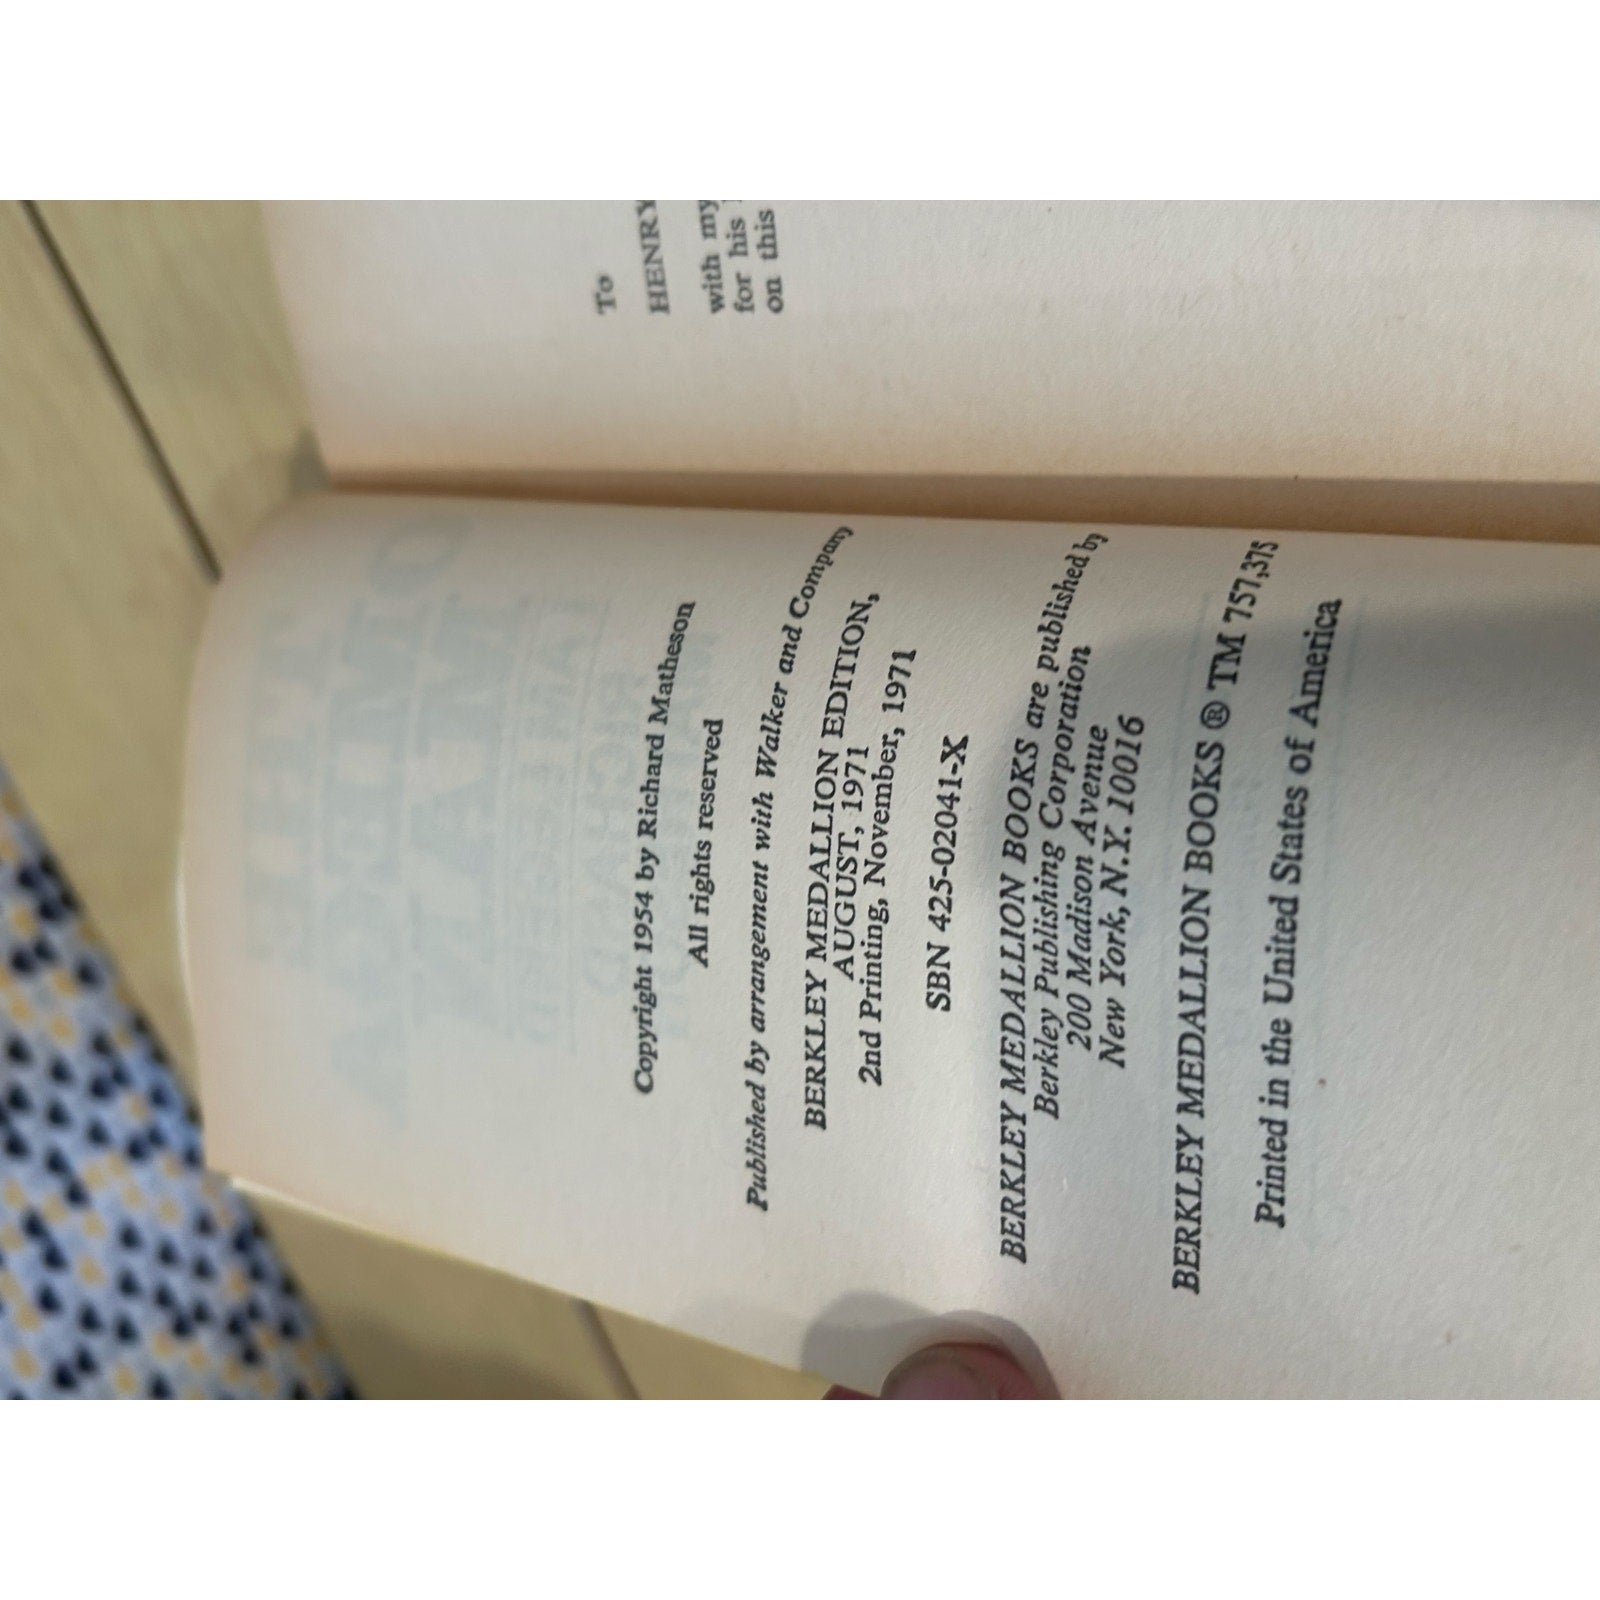 Copyright 1954 by Richard Matheson
All rights reserved
Published by arrangement with Walker and Company
BERKLEY MEDALLION EDITION,
AUGUST, 1971
2nd Printing, November, 1971
SBN 425-02041-X
BERKLEY MEDALLION BOOKS are published by
Berkley Publishing Corporation
200 Madison Avenue
New York, N.Y. 10016
BERKLEY MEDALLION BOOKS ® TM 757,375
Printed in the United States of America
To
HENRY
with my
for his
on this